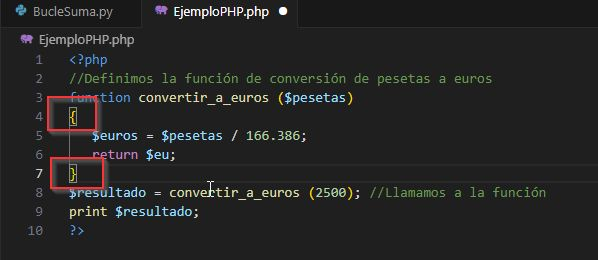 BucleSuma.py
EjemploPHP.php
EjemploPHP.php
1 <?php
2 //Definimos la función de conversión de pesetas a euros
3 function convertir_a_euros ($pesetas)
4 {
5 $euros = $pesetas / 166.386;
6 return $eu;
7 }
8 $resultado = convertir_a_euros (2500); //Llamamos a la función
9 print $resultado;
10 ?>